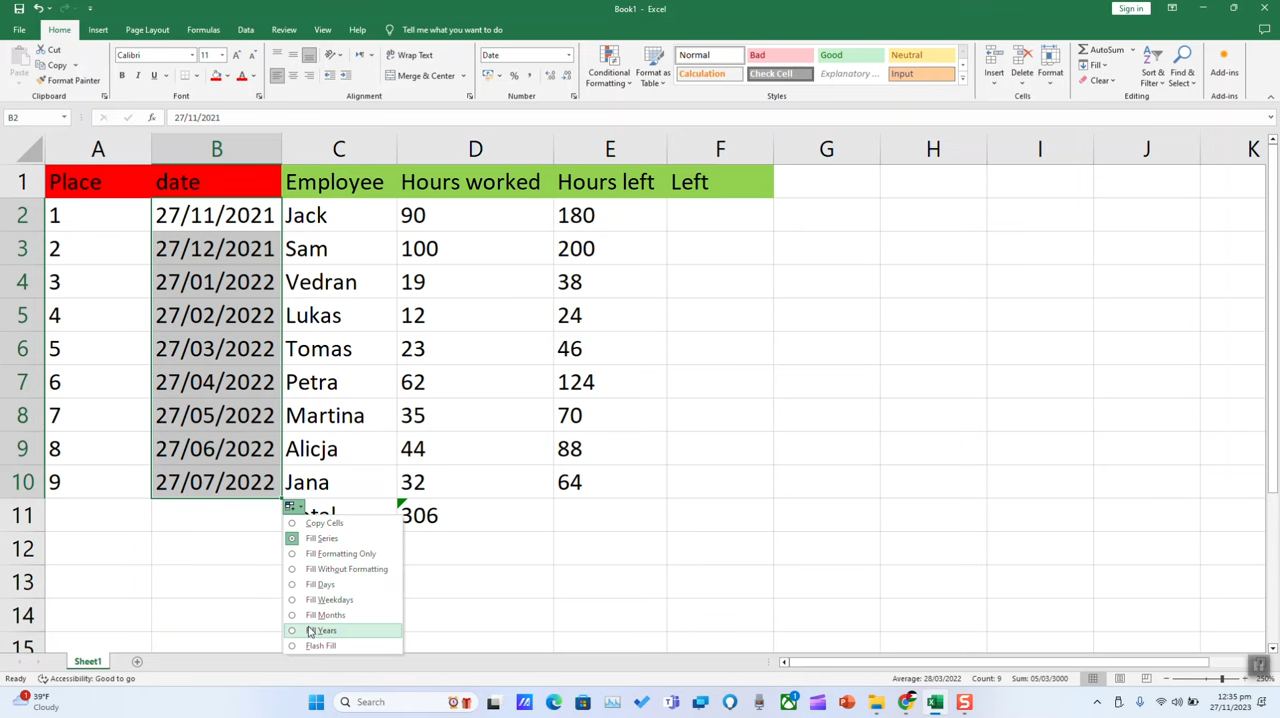 Book1 - Excel
Sign in
File Home Insert Page Layout Formulas Data Review View Help Tell me what you want to do
Paste
Cut
Copy
Format Painter
Clipboard
Calibri 11
B I U
Font
Wrap Text
Merge & Center
Alignment
Date
Number
Conditional Formatting
Format as Table
Normal Bad Good Neutral
Calculation Check Cell Explanatory ... Input
Styles
Insert Delete Format
Cells
AutoSum
Fill
Clear
Sort & Filter
Find & Select
Editing
Add-ins
Add-ins
B2 27/11/2021
A B C D E F G H I J K
1 Place date Employee Hours worked Hours left Left
2 1 27/11/2021 Jack 90 180
3 2 27/12/2021 Sam 100 200
4 3 27/01/2022 Vedran 19 38
5 4 27/02/2022 Lukas 12 24
6 5 27/03/2022 Tomas 23 46
7 6 27/04/2022 Petra 62 124
8 7 27/05/2022 Martina 35 70
9 8 27/06/2022 Alicja 44 88
10 9 27/07/2022 Jana 32 64
11 306
12
13
14
15
Copy Cells
Fill Series
Fill Formatting Only
Fill Without Formatting
Fill Days
Fill Weekdays
Fill Months
Fill Years
Flash Fill
Sheet1
Ready Accessibility: Good to go Average: 28/03/2022 Count: 9 Sum: 05/03/3000 250%
1
39°F
Cloudy
Search
12:35 pm
27/11/2023